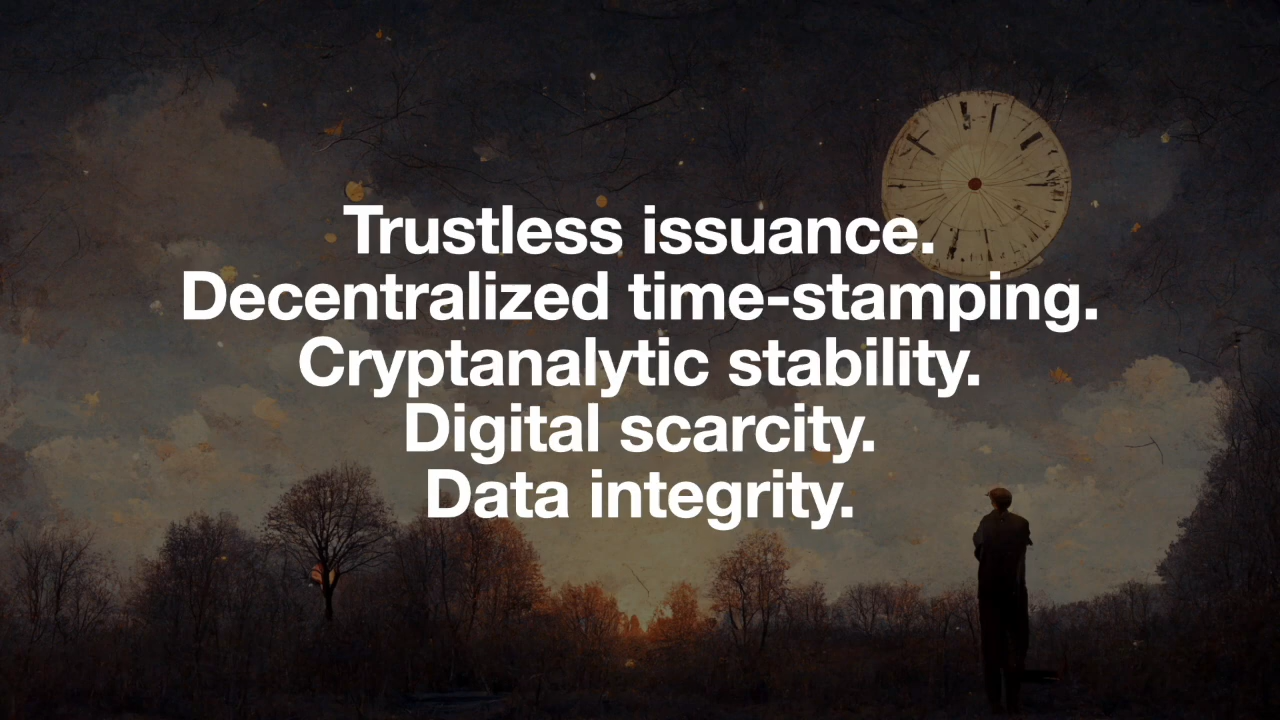 Trustless issuance.
Decentralized time-stamping.
Cryptanalytic stability.
Digital scarcity.
Data integrity.